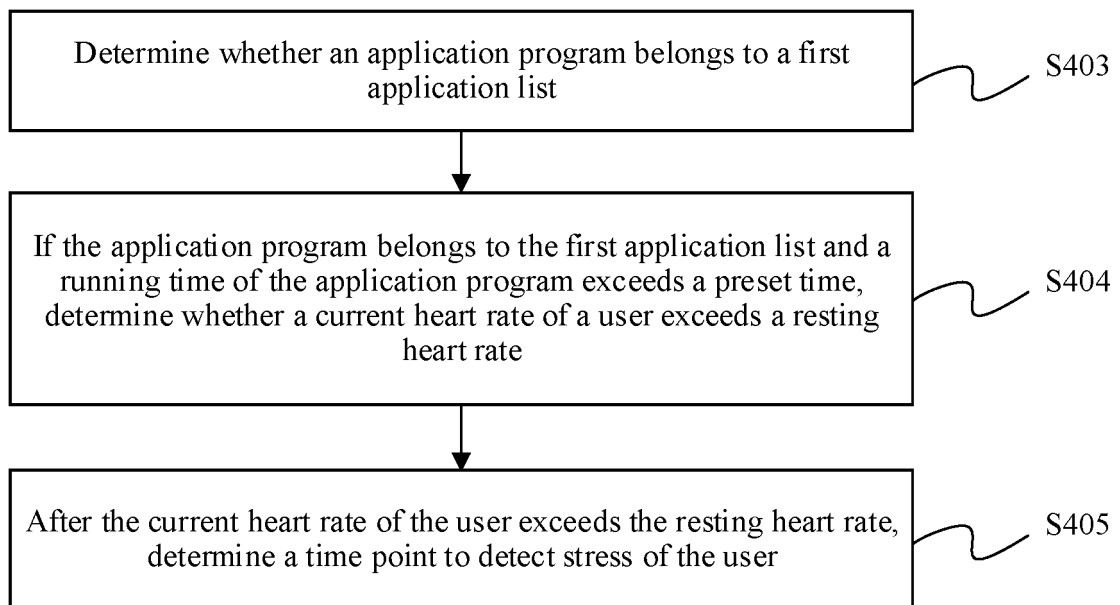 Determine whether an application program belongs to a first
application list
S403
If the application program belongs to the first application list and a
running time of the application program exceeds a preset time,
determine whether a current heart rate of a user exceeds a resting
heart rate
S404
After the current heart rate of the user exceeds the resting heart rate,
determine a time point to detect stress of the user
S405